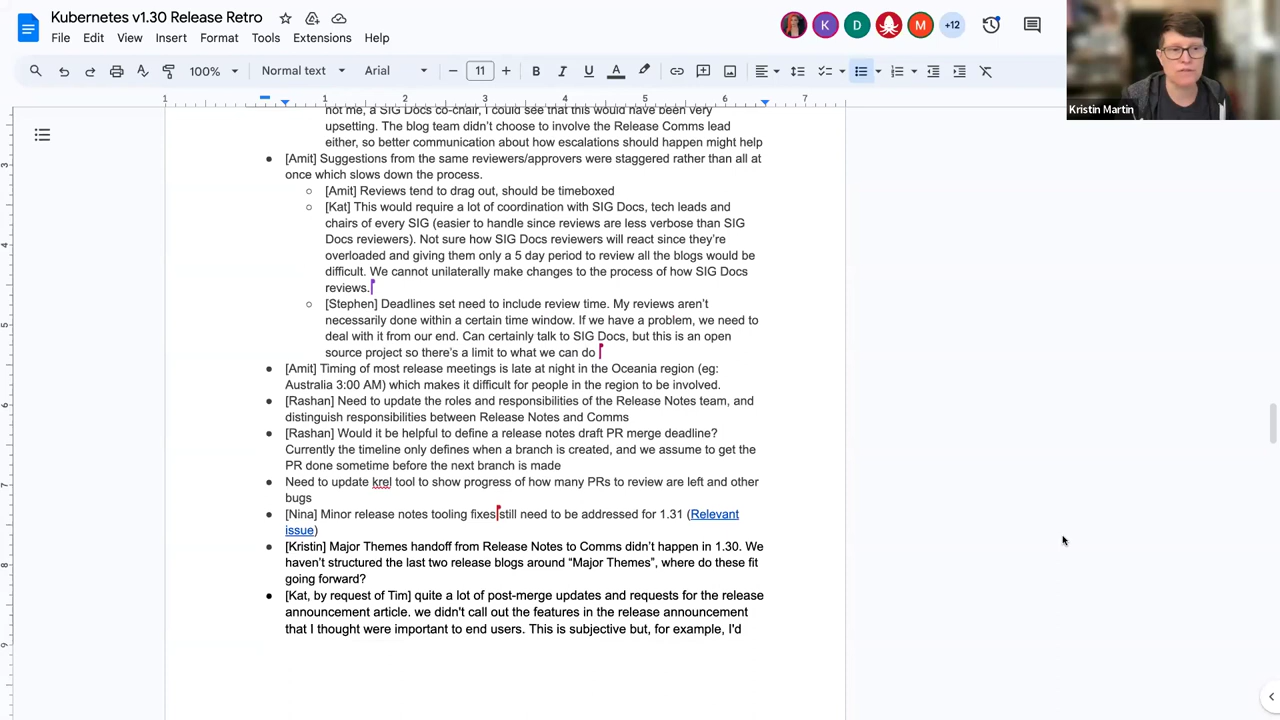 Kubernetes v1.30 Release Retro
File Edit View Insert Format Tools Extensions Help
K D M +12
100% Normal text Arial 11
Kristin Martin
1 1 2 3 4 5 6 7
not me, a SIG Docs co-chair, I could see that this would have been very
upsetting. The blog team didn't choose to involve the Release Comms lead
either, so better communication about how escalations should happen might help
[Amit] Suggestions from the same reviewers/approvers were staggered rather than all at
once which slows down the process.
[Amit] Reviews tend to drag out, should be timeboxed
[Kat] This would require a lot of coordination with SIG Docs, tech leads and
chairs of every SIG (easier to handle since reviews are less verbose than SIG
Docs reviewers). Not sure how SIG Docs reviewers will react since they're
overloaded and giving them only a 5 day period to review all the blogs would be
difficult. We cannot unilaterally make changes to the process of how SIG Docs
reviews.
[Stephen] Deadlines set need to include review time. My reviews aren't
necessarily done within a certain time window. If we have a problem, we need to
deal with it from our end. Can certainly talk to SIG Docs, but this is an open
source project so there's a limit to what we can do
[Amit] Timing of most release meetings is late at night in the Oceania region (eg:
Australia 3:00 AM) which makes it difficult for people in the region to be involved.
[Rashan] Need to update the roles and responsibilities of the Release Notes team, and
distinguish responsibilities between Release Notes and Comms
[Rashan] Would it be helpful to define a release notes draft PR merge deadline?
Currently the timeline only defines when a branch is created, and we assume to get the
PR done sometime before the next branch is made
Need to update krel tool to show progress of how many PRs to review are left and other
bugs
[Nina] Minor release notes tooling fixes still need to be addressed for 1.31 (Relevant
issue)
[Kristin] Major Themes handoff from Release Notes to Comms didn't happen in 1.30. We
haven't structured the last two release blogs around “Major Themes”, where do these fit
going forward?
[Kat, by request of Tim] quite a lot of post-merge updates and requests for the release
announcement article. we didn't call out the features in the release announcement
that I thought were important to end users. This is subjective but, for example, I'd
3
4
5
6
7
8
9